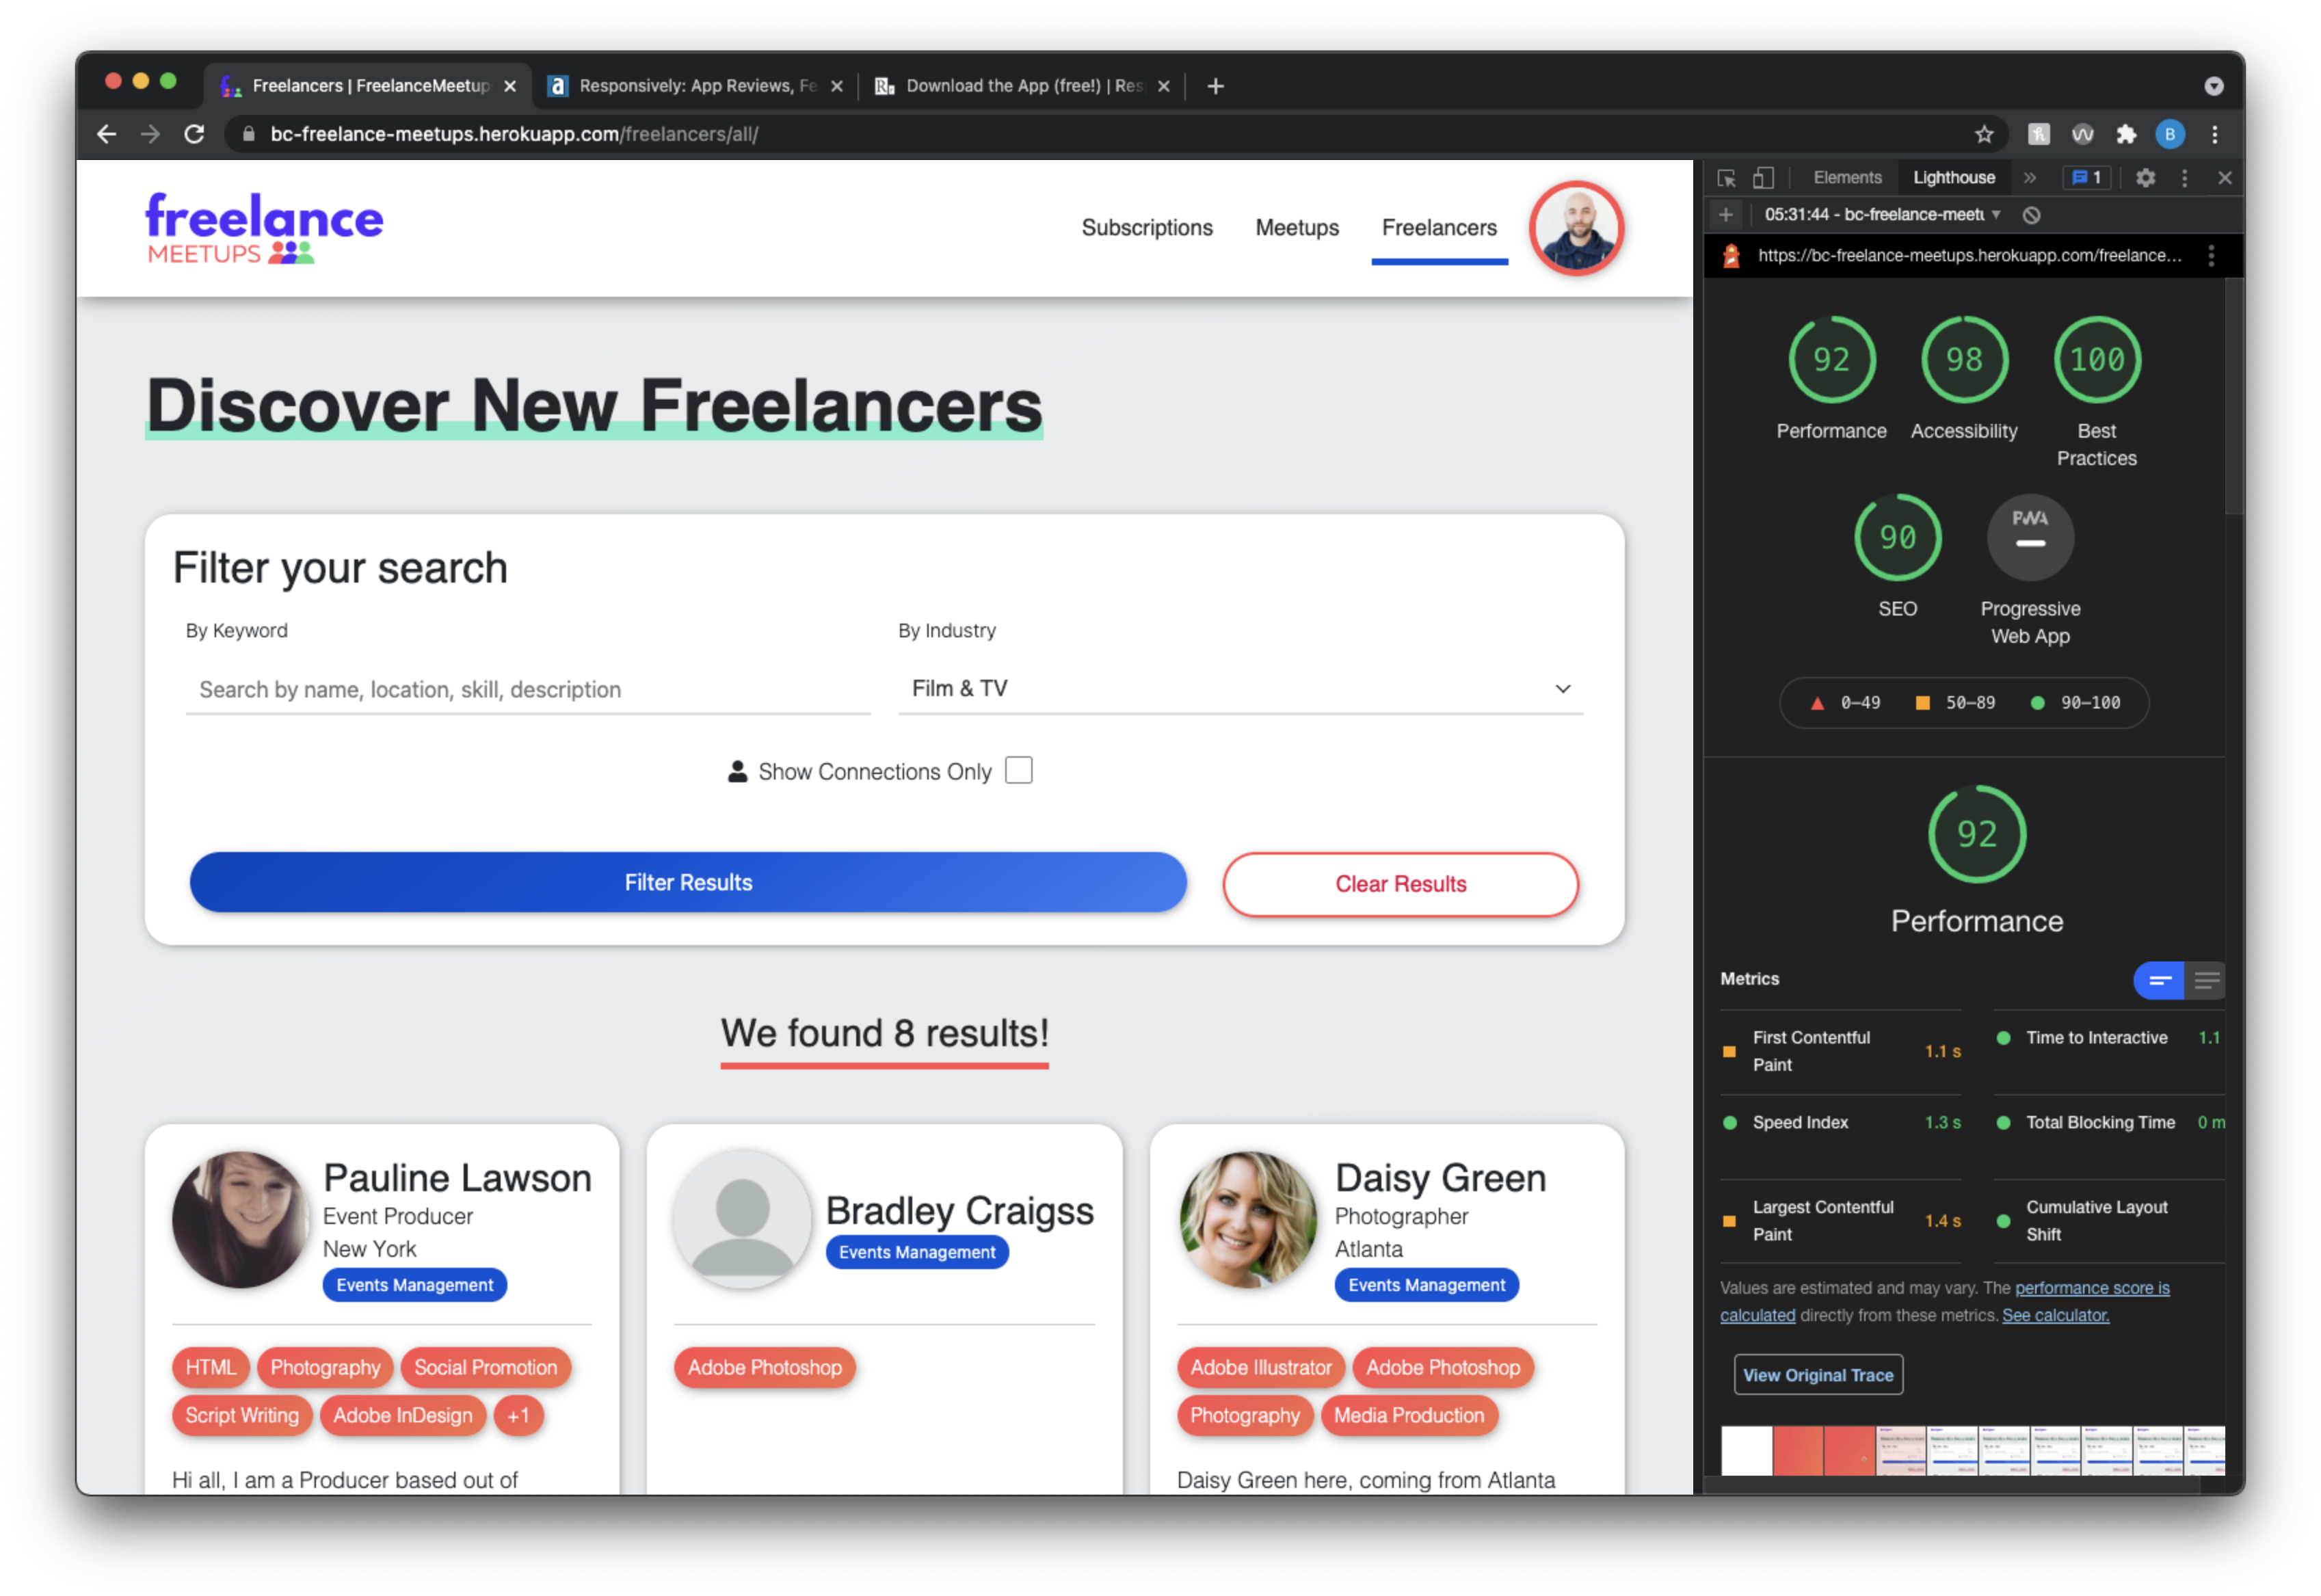 Freelancers | FreelanceMeetup
Responsively: App Reviews, Fe
Download the App (free!) | Res
bc-freelance-meetups.herokuapp.com/freelancers/all/
B
freelance
MEETUPS
Subscriptions
Meetups
Freelancers
Discover New Freelancers
Filter your search
By Keyword
By Industry
Search by name, location, skill, description
Film & TV
Show Connections Only
Filter Results
Clear Results
We found 8 results!
Pauline Lawson
Event Producer
New York
Events Management
HTML
Photography
Social Promotion
Script Writing
Adobe InDesign
+1
Hi all, I am a Producer based out of
Bradley Craigss
Events Management
Adobe Photoshop
Daisy Green
Photographer
Atlanta
Events Management
Adobe Illustrator
Adobe Photoshop
Photography
Media Production
Daisy Green here, coming from Atlanta
Elements
Lighthouse
1
05:31:44 - bc-freelance-meetu
https://bc-freelance-meetups.herokuapp.com/freelance...
92
98
100
Performance
Accessibility
Best
Practices
90
PWA
SEO
Progressive
Web App
0–49
50–89
90–100
92
Performance
Metrics
First Contentful
Paint
1.1 s
Time to Interactive
1.1
Speed Index
1.3 s
Total Blocking Time
0 m
Largest Contentful
Paint
1.4 s
Cumulative Layout
Shift
Values are estimated and may vary. The performance score is
calculated directly from these metrics. See calculator.
View Original Trace